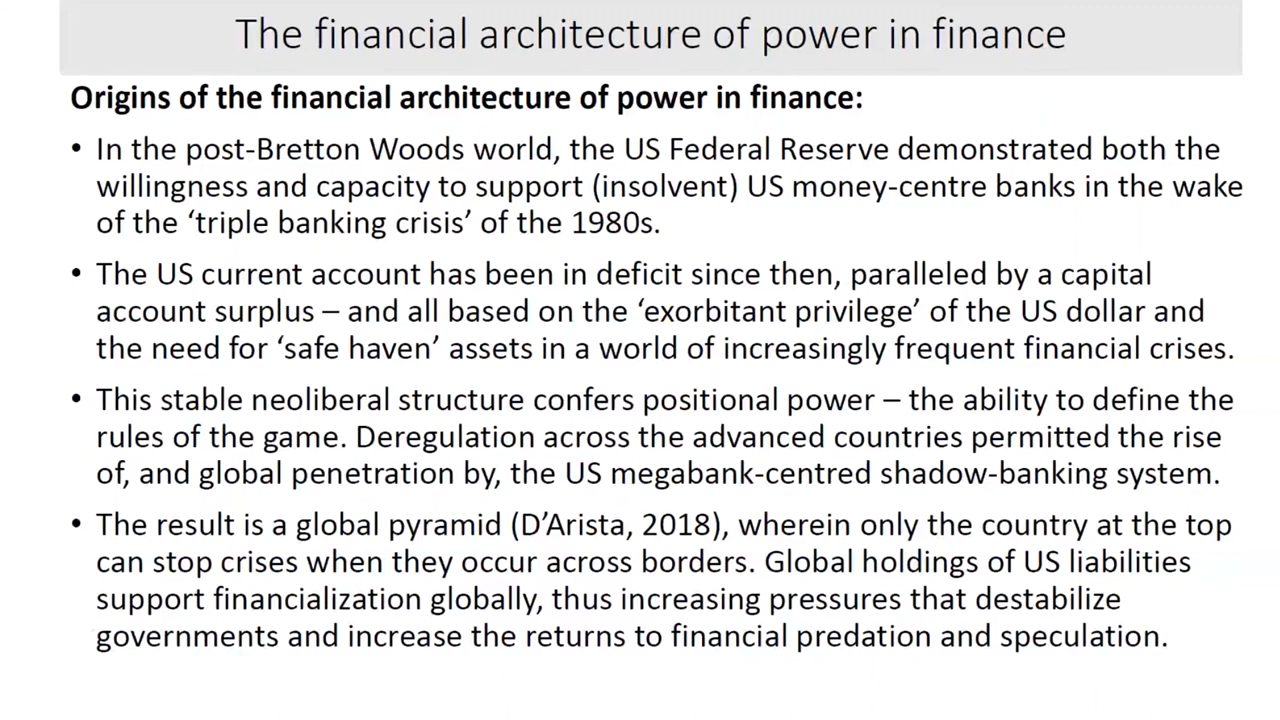 The financial architecture of power in finance
Origins of the financial architecture of power in finance:
• In the post-Bretton Woods world, the US Federal Reserve demonstrated both the
willingness and capacity to support (insolvent) US money-centre banks in the wake
of the ‘triple banking crisis’ of the 1980s.
• The US current account has been in deficit since then, paralleled by a capital
account surplus – and all based on the ‘exorbitant privilege’ of the US dollar and
the need for ‘safe haven’ assets in a world of increasingly frequent financial crises.
• This stable neoliberal structure confers positional power – the ability to define the
rules of the game. Deregulation across the advanced countries permitted the rise
of, and global penetration by, the US megabank-centred shadow-banking system.
• The result is a global pyramid (D’Arista, 2018), wherein only the country at the top
can stop crises when they occur across borders. Global holdings of US liabilities
support financialization globally, thus increasing pressures that destabilize
governments and increase the returns to financial predation and speculation.